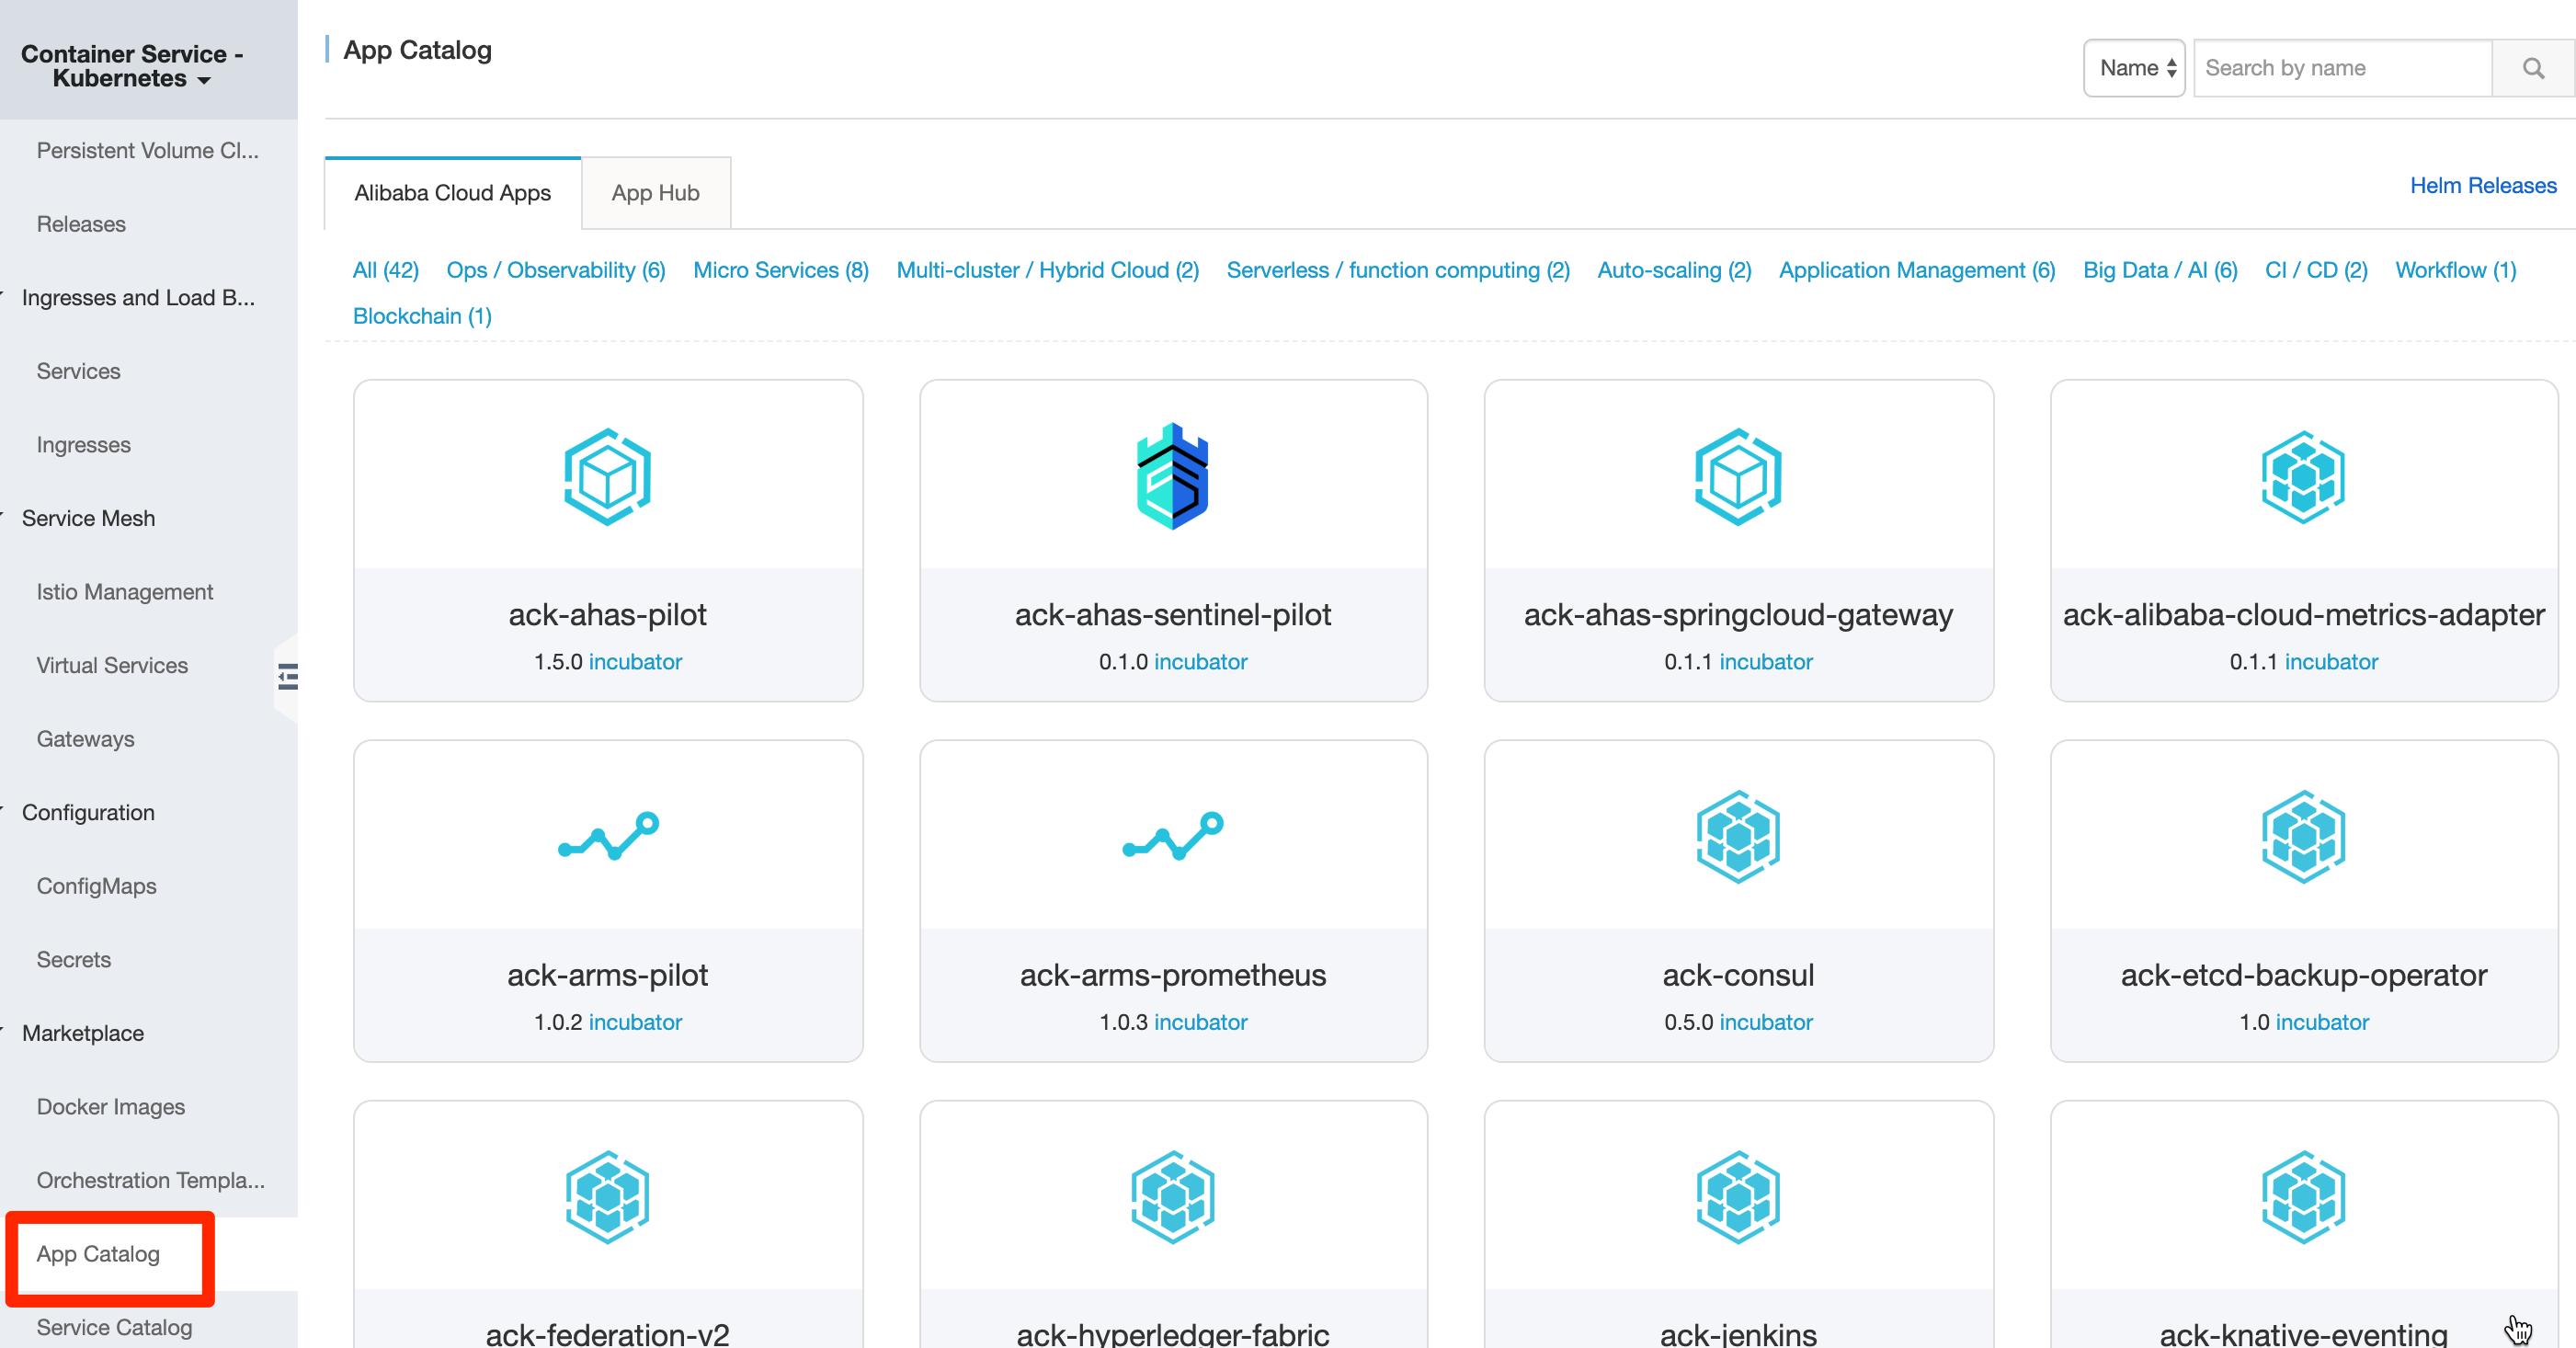 Container Service -
Kubernetes
Persistent Volume Cl...
Releases
Ingresses and Load B...
Services
Ingresses
Service Mesh
Istio Management
Virtual Services
Gateways
Configuration
ConfigMaps
Secrets
Marketplace
Docker Images
Orchestration Templa...
App Catalog
Service Catalog
App Catalog
Name
Search by name
Alibaba Cloud Apps
App Hub
Helm Releases
All (42) Ops / Observability (6) Micro Services (8) Multi-cluster / Hybrid Cloud (2) Serverless / function computing (2) Auto-scaling (2) Application Management (6) Big Data / AI (6) CI / CD (2) Workflow (1)
Blockchain (1)
ack-ahas-pilot
1.5.0 incubator
ack-ahas-sentinel-pilot
0.1.0 incubator
ack-ahas-springcloud-gateway
0.1.1 incubator
ack-alibaba-cloud-metrics-adapter
0.1.1 incubator
ack-arms-pilot
1.0.2 incubator
ack-arms-prometheus
1.0.3 incubator
ack-consul
0.5.0 incubator
ack-etcd-backup-operator
1.0 incubator
ack-federation-v2
ack-hyperledger-fabric
ack-jenkins
ack-knative-eventing